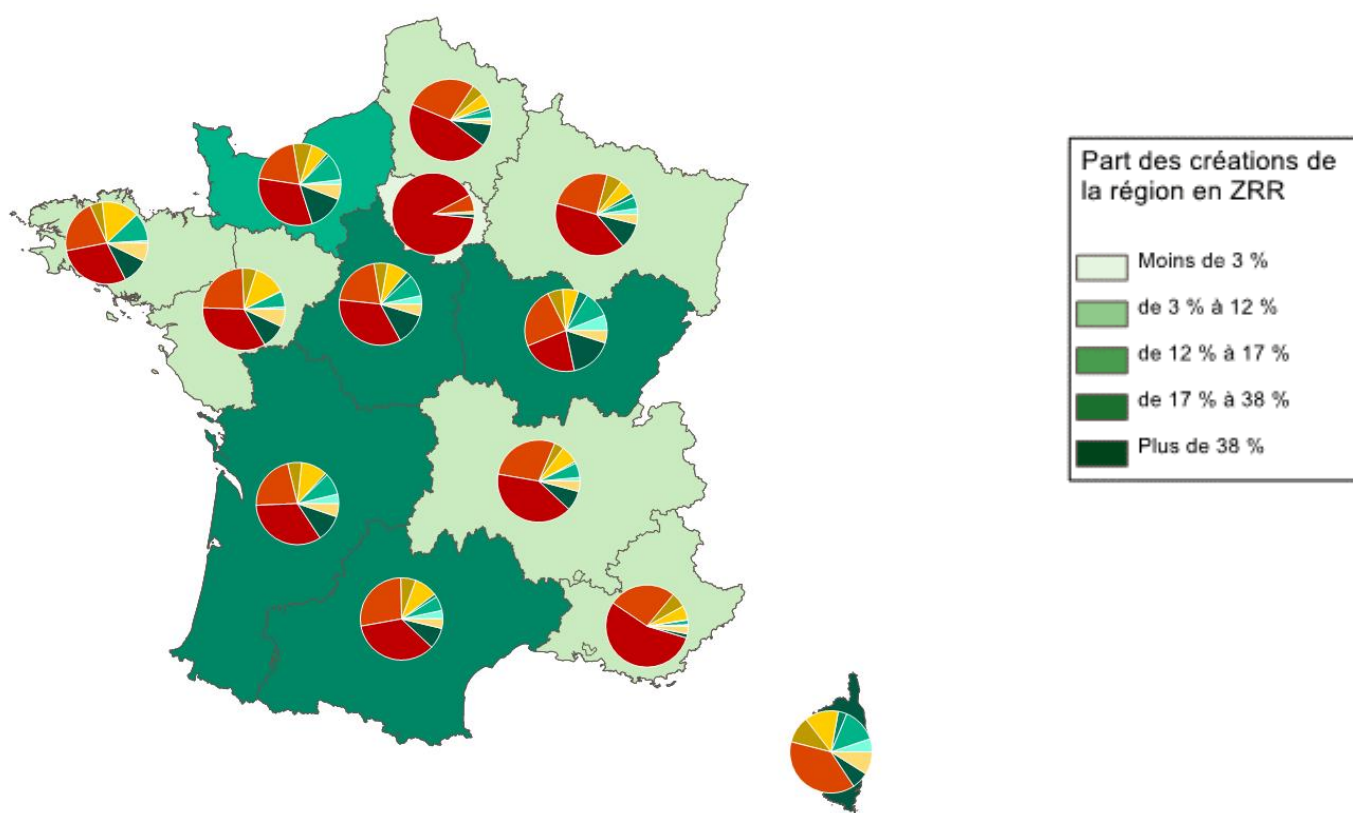 Part des créations de
la région en ZRR
Moins de 3 %
de 3 % à 12 %
de 12 % à 17 %
de 17 % à 38 %
Plus de 38 %